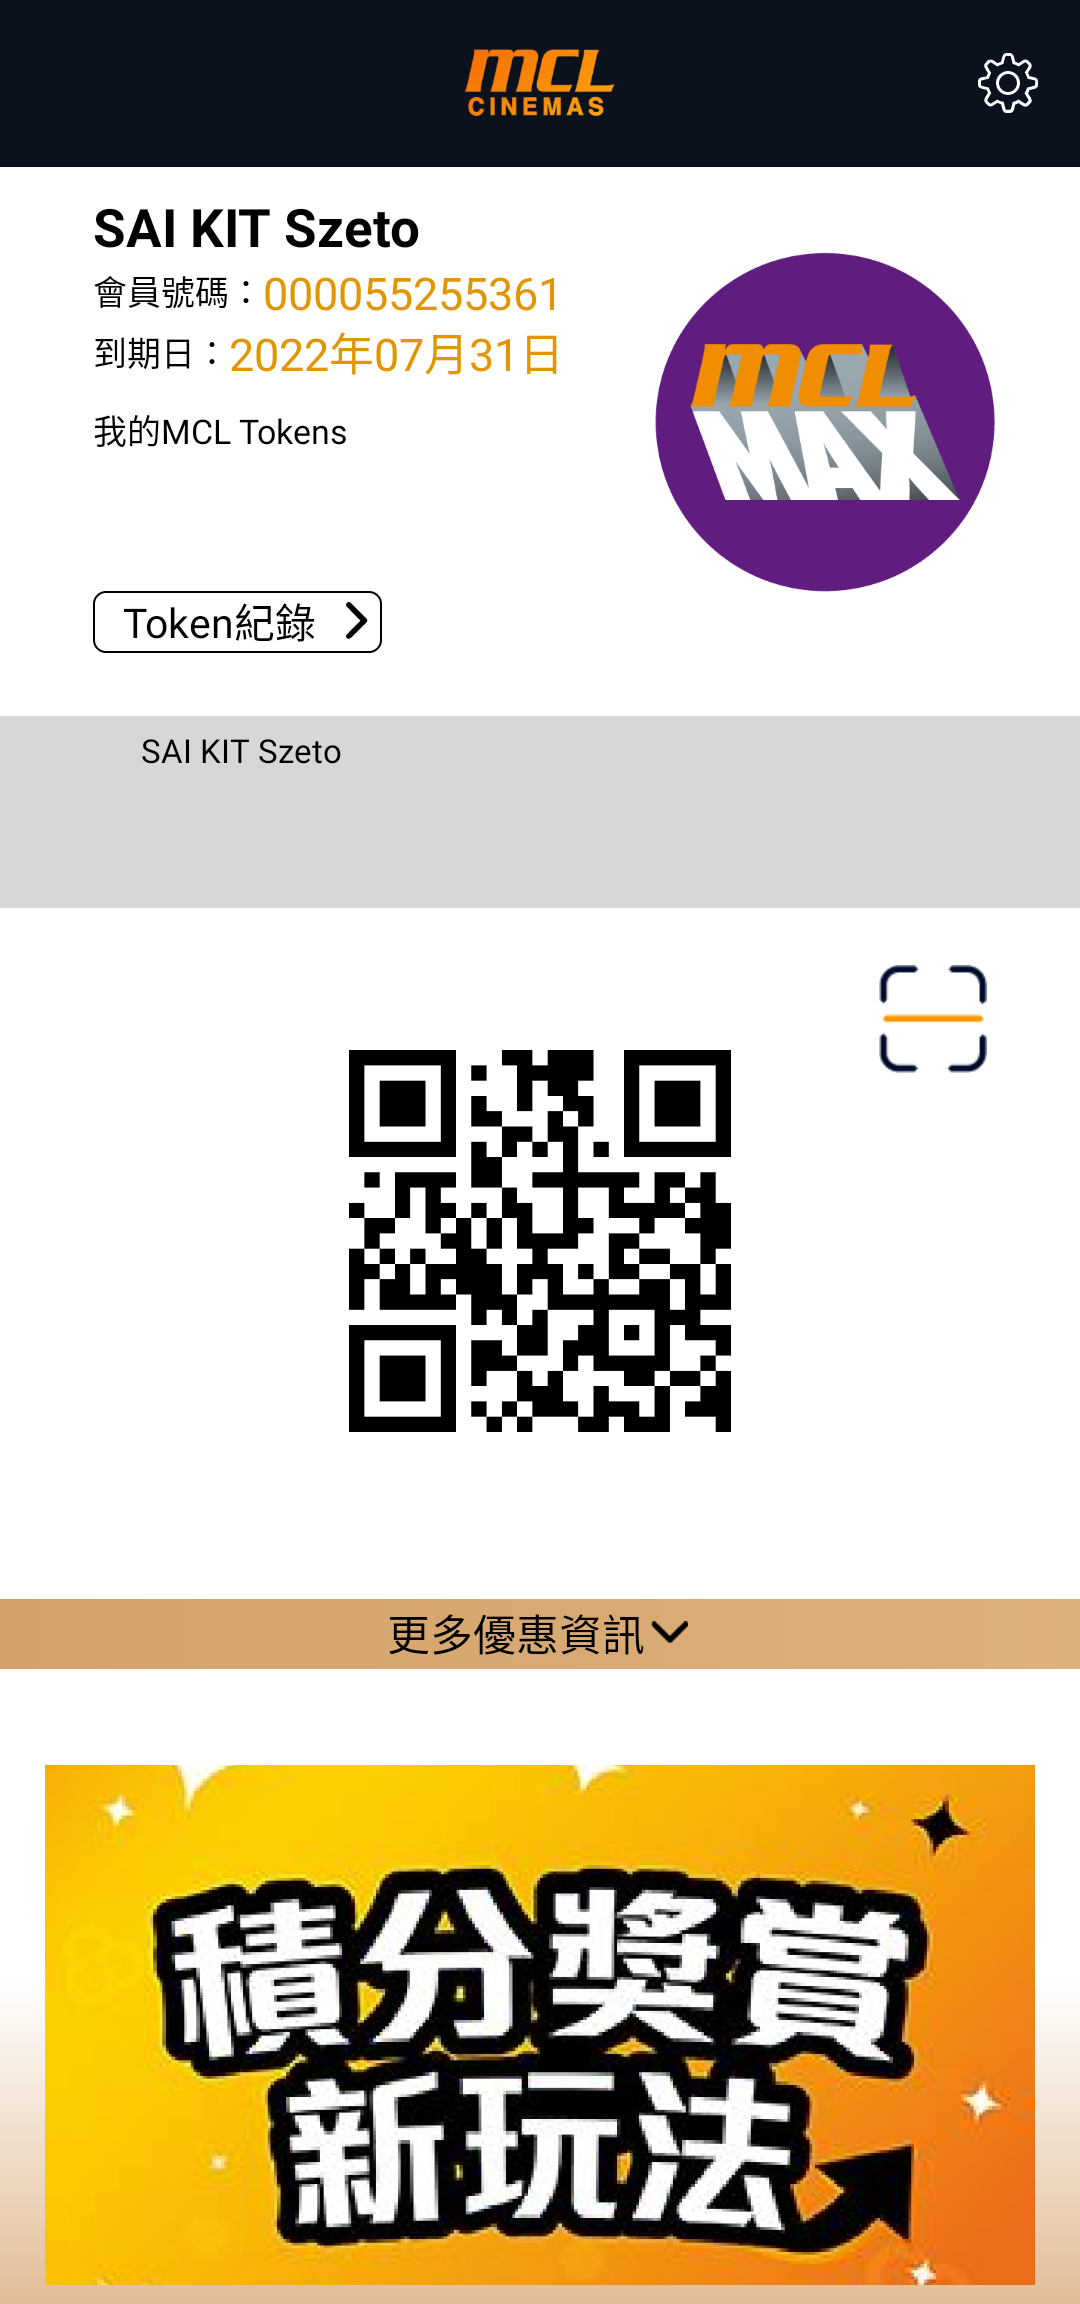 mcL
CINEMAS
SAI KIT Szeto
會員號碼：000055255361
到期日：2022年07月31日
我的MCL Tokens
mcL
MAX
Token紀錄
SAI KIT Szeto
更多優惠資訊
積分獎賞
新玩法